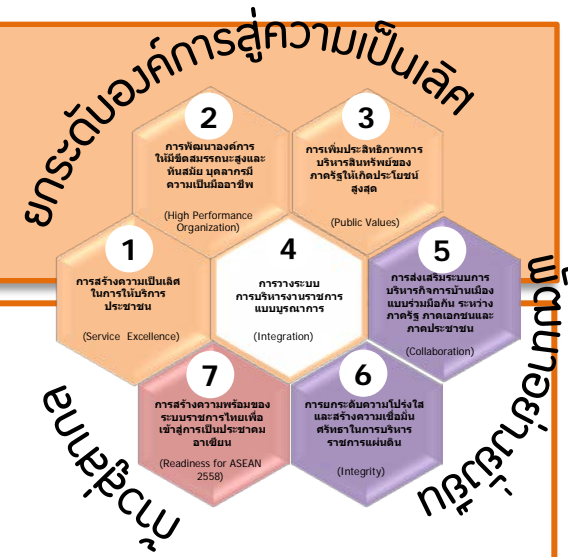 ยกระดับองค์การสู่ความเป็นเลิศ
2
การพัฒนาองค์การ
ให้มีขีดสมรรถนะสูงและ
ทันสมัย บุคลากรมี
ความเป็นมืออาชีพ
(High Performance
Organization)
3
การเพิ่มประสิทธิภาพการ
บริหารสินทรัพย์ของ
ภาครัฐให้เกิดประโยชน์
สูงสุด
(Public Values)
1
การสร้างความเป็นเลิศ
ในการให้บริการ
ประชาชน
(Service Excellence)
4
การวางระบบ
การบริหารงานราชการ
แบบบูรณาการ
(Integration)
5
การส่งเสริมระบบการ
บริหารกิจการบ้านเมือง
แบบร่วมมือกัน ระหว่าง
ภาครัฐ ภาคเอกชนและ
ภาคประชาชน
(Collaboration)
7
การสร้างความพร้อมของ
ระบบราชการไทยเพื่อ
เข้าสู่การเป็นประชาคม
อาเซียน
(Readiness for ASEAN
2558)
6
การยกระดับความโปร่งใส
และสร้างความเชื่อมั่น
ศรัทธาในการบริหาร
ราชการแผ่นดิน
(Integrity)
พัฒนาอย่างยั่งยืน
ก้าวสู่สากล